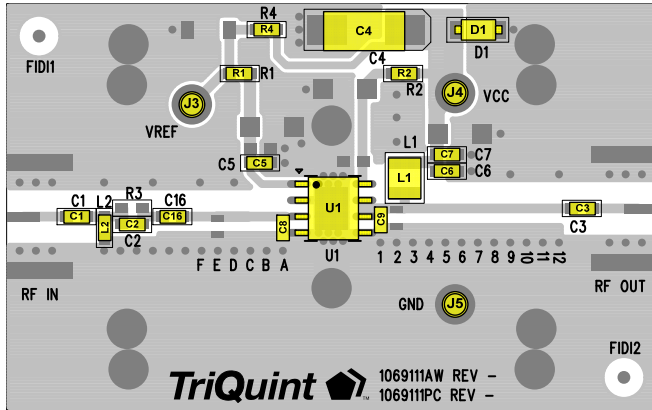 R4
R4
C4
C4
D1
D1
FIDI1
R1
R1
R2
R2
J3
J4
VCC
VREF
L1
L1
C5
C5
C7
C7
C6
C6
U1
U1
C1
C1
L2
L2
R3
C2
C2
C16
C16
C8
C9
C3
C3
F E D C B A
1 2 3 4 5 6 7 8 9 10 11 12
RF IN
RF OUT
GND
J5
FIDI2
TriQuint
TM
1069111AW REV -
1069111PC REV -